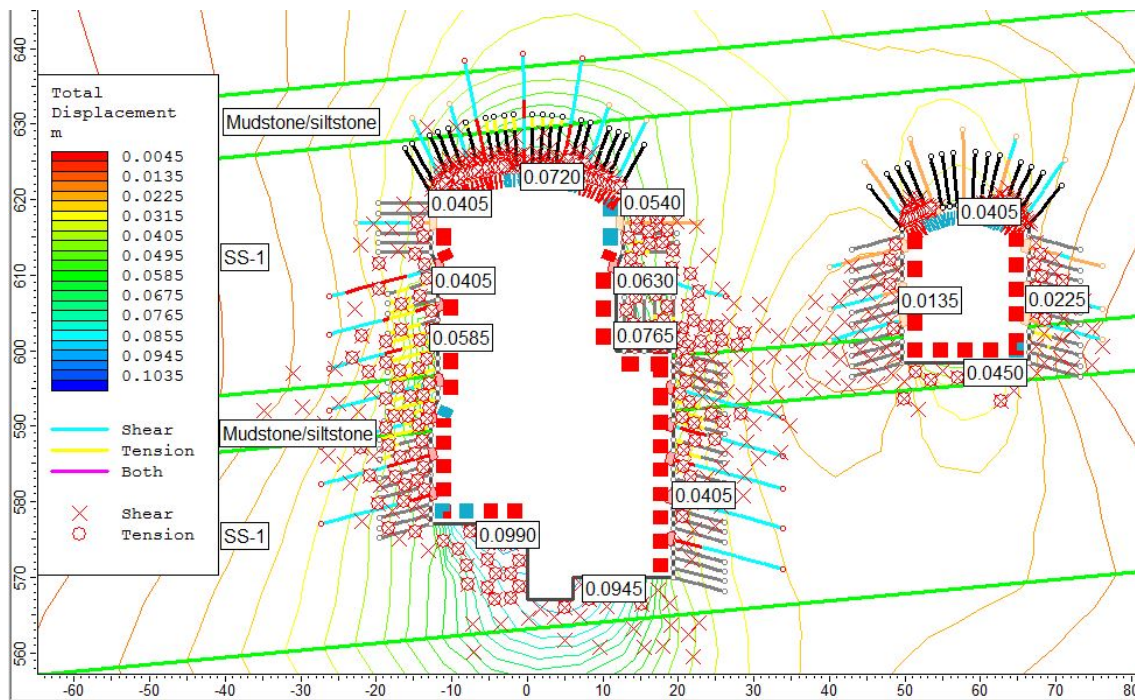 Total
Displacement
m
0.0045
0.0135
0.0225
0.0315
0.0405
0.0495
0.0585
0.0675
0.0765
0.0855
0.0945
0.1035
Shear
Tension
Both
Shear
Tension
Mudstone/siltstone
SS-1
Mudstone/siltstone
SS-1
0.0720
0.0405
0.0540
0.0405
0.0630
0.0585
0.0765
0.0405
0.0990
0.0945
0.0405
0.0135
0.0225
0.0450
640
630
620
610
600
590
580
570
560
-60 -50 -40 -30 -20 -10 0 10 20 30 40 50 60 70 80